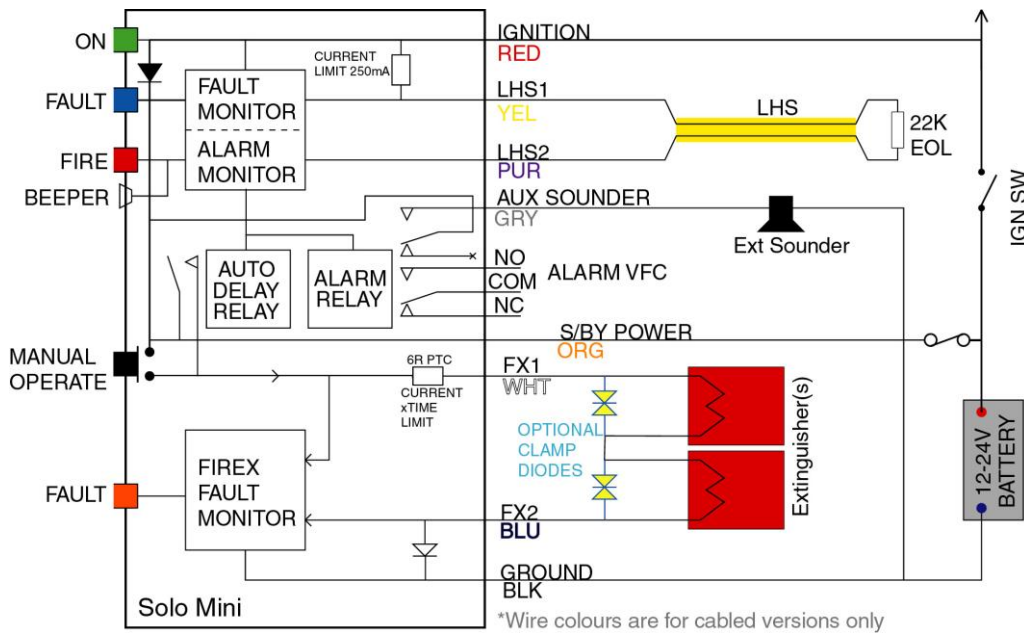 ON
IGNITION
RED
CURRENT
LIMIT 250mA
FAULT
FAULT
MONITOR
LHS1
YEL
LHS
22K
EOL
FIRE
ALARM
MONITOR
LHS2
PUR
BEEPER
AUX SOUNDER
GRY
IGN SW
Ext Sounder
AUTO
DELAY
RELAY
ALARM
RELAY
NO
COM
NC
ALARM VFC
S/BY POWER
ORG
MANUAL
OPERATE
6R PTC
CURRENT
xTIME
LIMIT
FX1
WHT
OPTIONAL
CLAMP
DIODES
Extinguisher(s)
12-24V
BATTERY
FAULT
FIREX
FAULT
MONITOR
FX2
BLU
GROUND
BLK
Solo Mini
*Wire colours are for cabled versions only